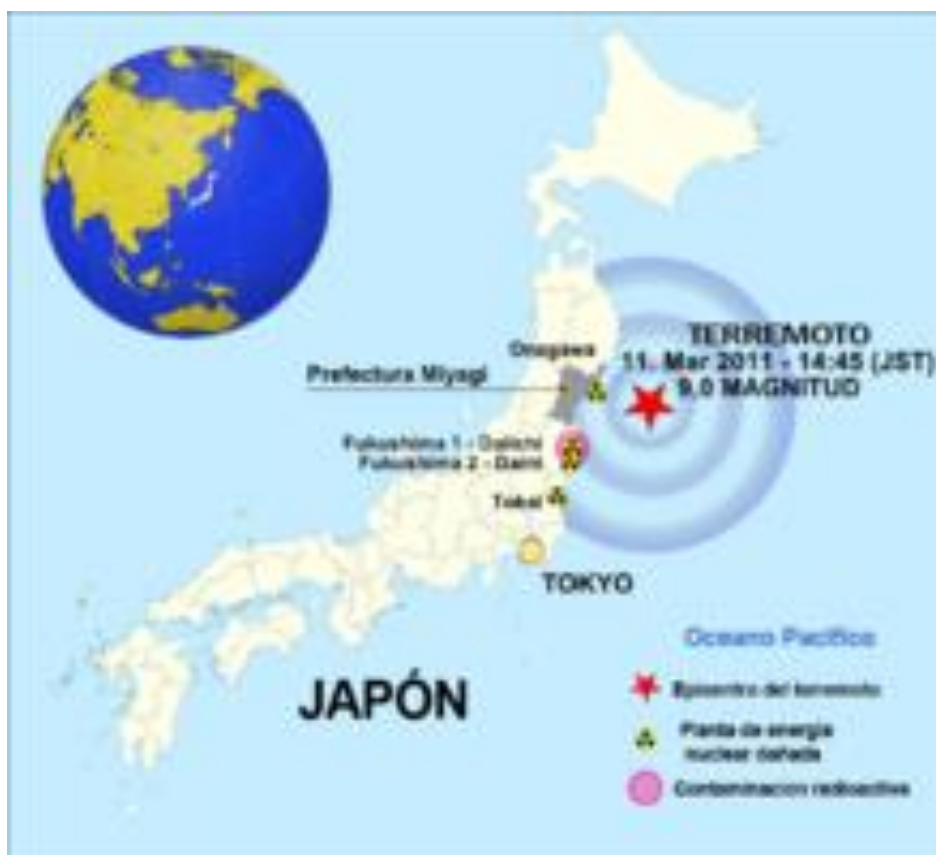 TERREMOTO
11. Mar 2011 - 14:45 (JST)
9,0 MAGNITUD
Onagawa
Prefectura Miyagi
Fukushima 1 - Daiichi
Fukushima 2 - Daini
Tokai
TOKYO
JAPÓN
Oceano Pacifico
Epicentro del terremoto
Planta de energía
nuclear dañada
Contaminacion radioactiva